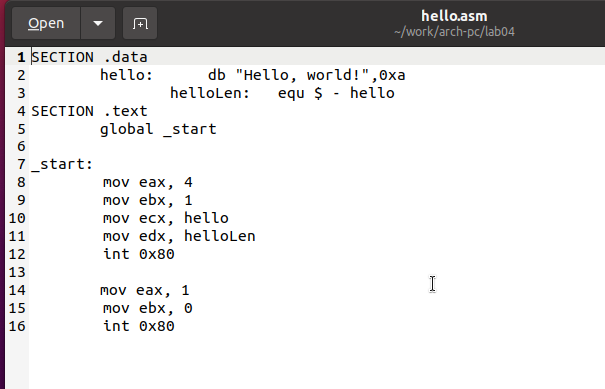 Open
hello.asm
~/work/arch-pc/lab04
1 SECTION .data
2         hello:      db "Hello, world!",0xa
3                 helloLen:   equ $ - hello
4 SECTION .text
5         global _start
6
7 _start:
8         mov eax, 4
9         mov ebx, 1
10         mov ecx, hello
11         mov edx, helloLen
12         int 0x80
13
14         mov eax, 1
15         mov ebx, 0
16         int 0x80